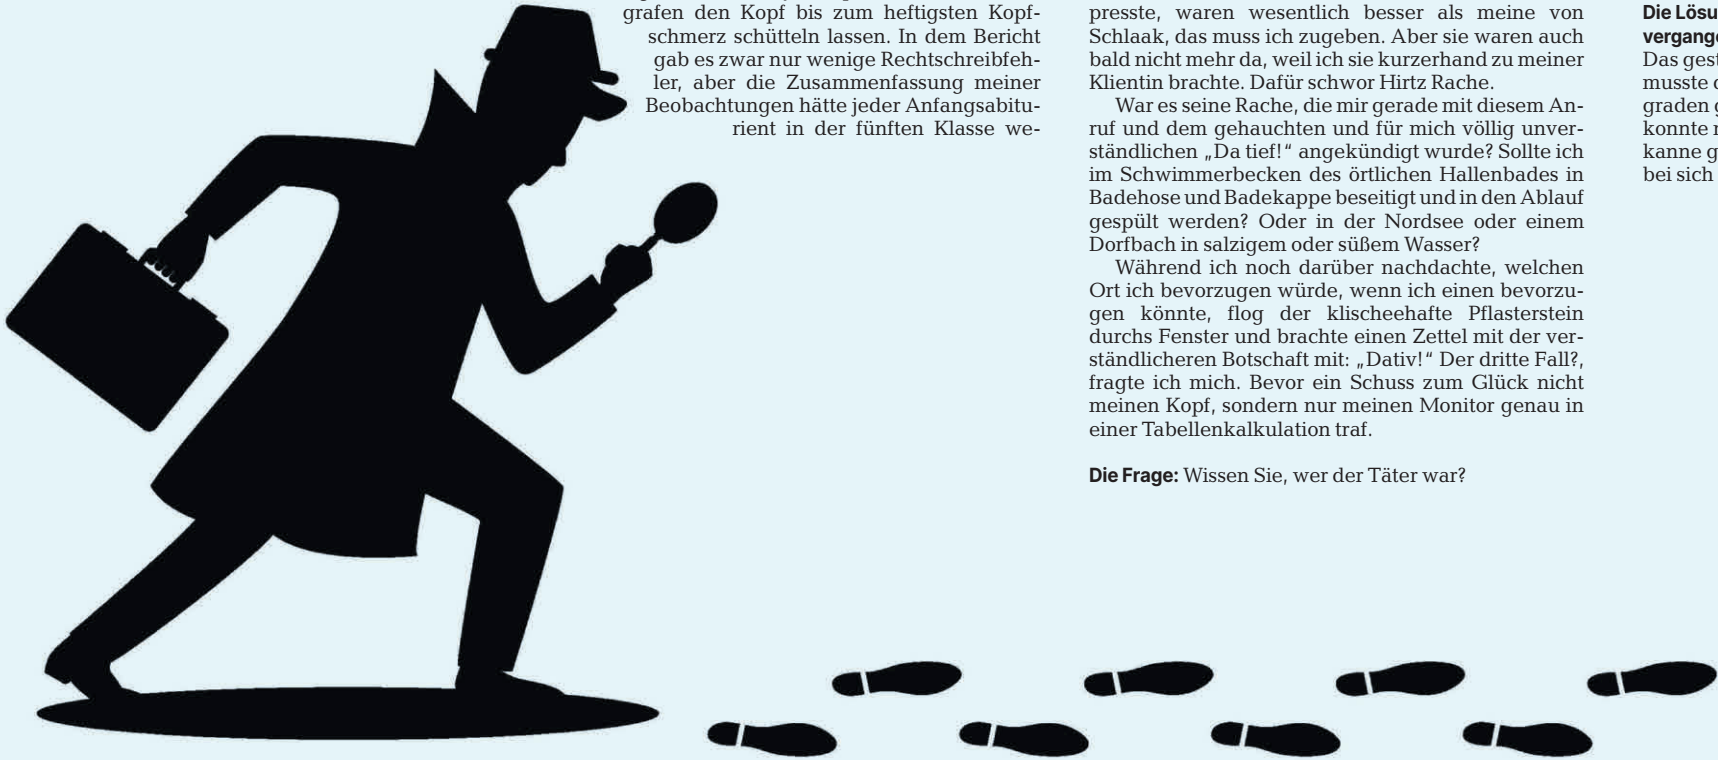 grafen den Kopf bis zum heftigsten Kopf-
schmerz schütteln lassen. In dem Bericht
gab es zwar nur wenige Rechtschreibfeh-
ler, aber die Zusammenfassung meiner
Beobachtungen hätte jeder Anfangsabitu-
rient in der fünften Klasse we-
presste, waren wesentlich besser als meine von
Schlaak, das muss ich zugeben. Aber sie waren auch
bald nicht mehr da, weil ich sie kurzerhand zu meiner
Klientin brachte. Dafür schwor Hirtz Rache.
War es seine Rache, die mir gerade mit diesem An-
ruf und dem gehauchten und für mich völlig unver-
ständlichen „Da tief!“ angekündigt wurde? Sollte ich
im Schwimmerbecken des örtlichen Hallenbades in
Badehose und Badekappe beseitigt und in den Ablauf
gespült werden? Oder in der Nordsee oder einem
Dorfbach in salzigem oder süßem Wasser?
Während ich noch darüber nachdachte, welchen
Ort ich bevorzugen würde, wenn ich einen bevorzu-
gen könnte, flog der klischeehafte Pflasterstein
durchs Fenster und brachte einen Zettel mit der ver-
ständlicheren Botschaft mit: „Dativ!“ Der dritte Fall?,
fragte ich mich. Bevor ein Schuss zum Glück nicht
meinen Kopf, sondern nur meinen Monitor genau in
einer Tabellenkalkulation traf.
Die Frage: Wissen Sie, wer der Täter war?
Die Lösu
vergange
Das gest
musste d
graden g
konnte n
kanne g
bei sich